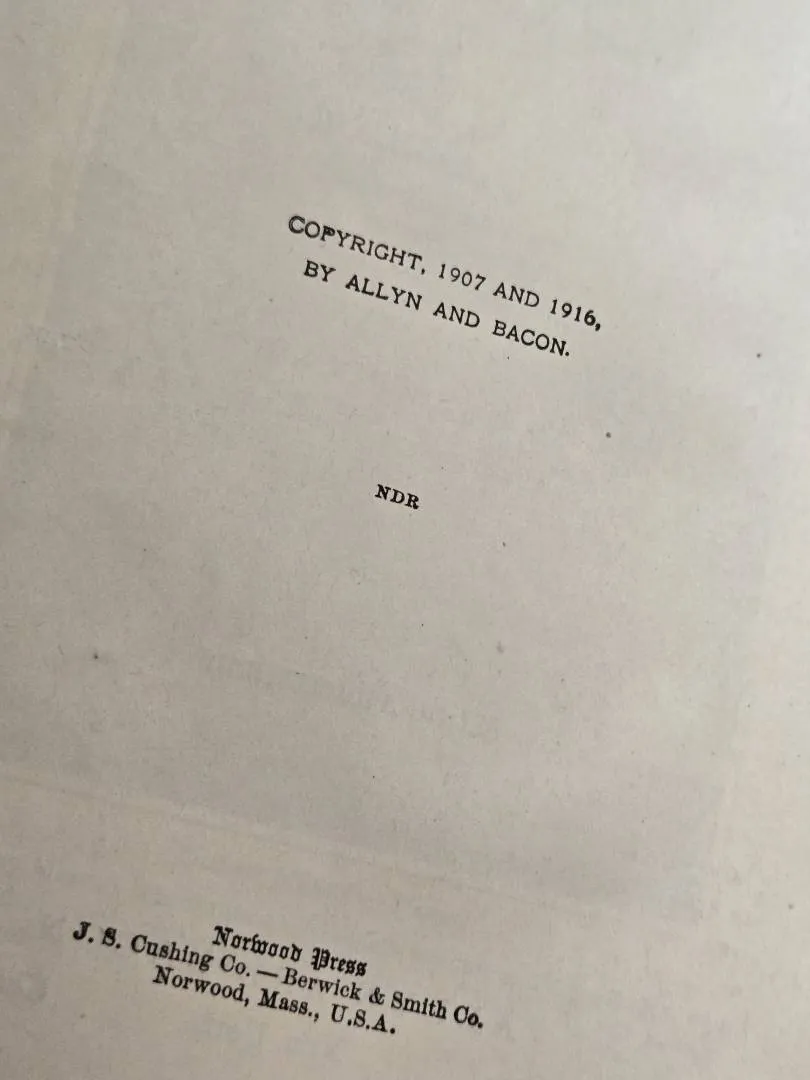 COPYRIGHT, 1907 AND 1916,
BY ALLYN AND BACON.
NDR
Norwood Press
J. S. Cushing Co. — Berwick & Smith Co.
Norwood, Mass., U.S.A.